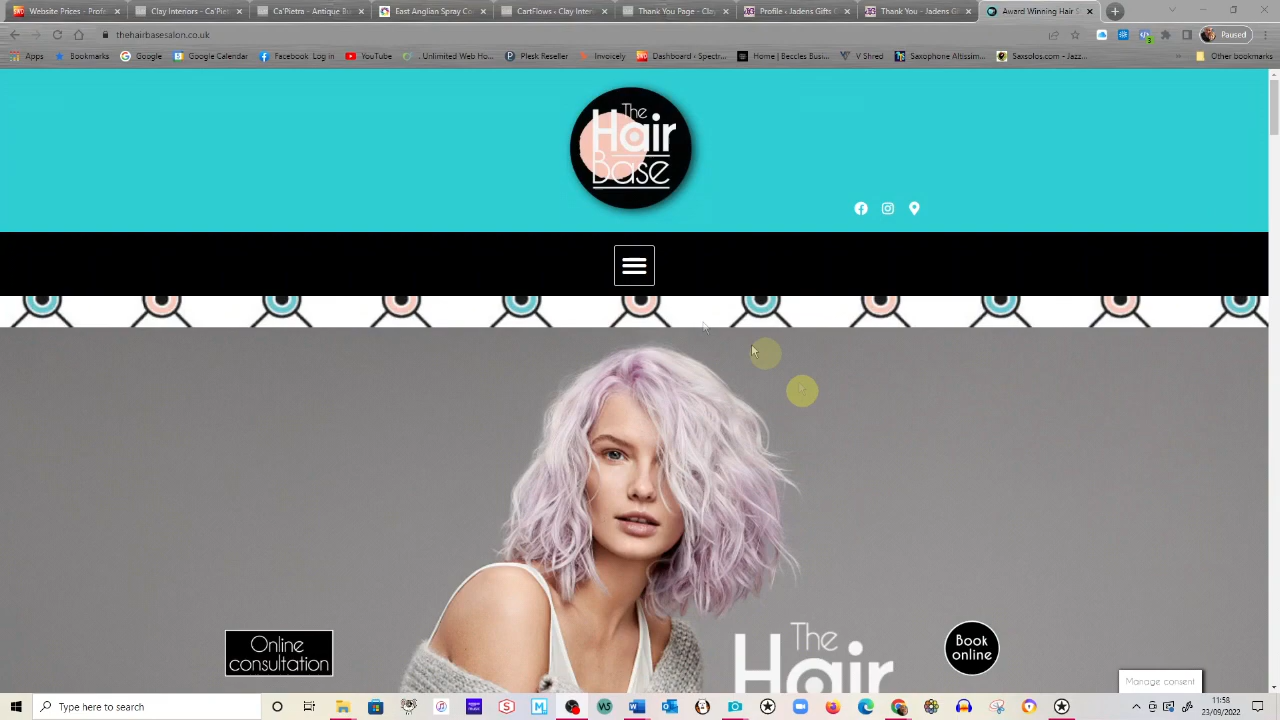 Website Prices - Profe
Clay Interiors - Ca'Piet
Ca'Pietra - Antique B
East Anglian Spray Co
CartFlows ‹ Clay Inter
Thank You Page - Clay
Profile ‹ Jadens Gifts C
Thank You – Jadens Gi
Award Winning Hair S
thehairbasesalon.co.uk
Paused
Apps
Bookmarks
Google
Google Calendar
Facebook. Log in
YouTube
.: Unlimited Web Ho...
Plesk Reseller
Invoicely
Dashboard ‹ Spectr...
Home | Beccles Busi...
V Shred
Saxophone Altissim...
Saxsolos.com - Jazz...
Other bookmarks
The
Hair
Base
Online
consultation
The
Hair
Book
online
Manage consent
Type here to search
11:58
23/09/2022